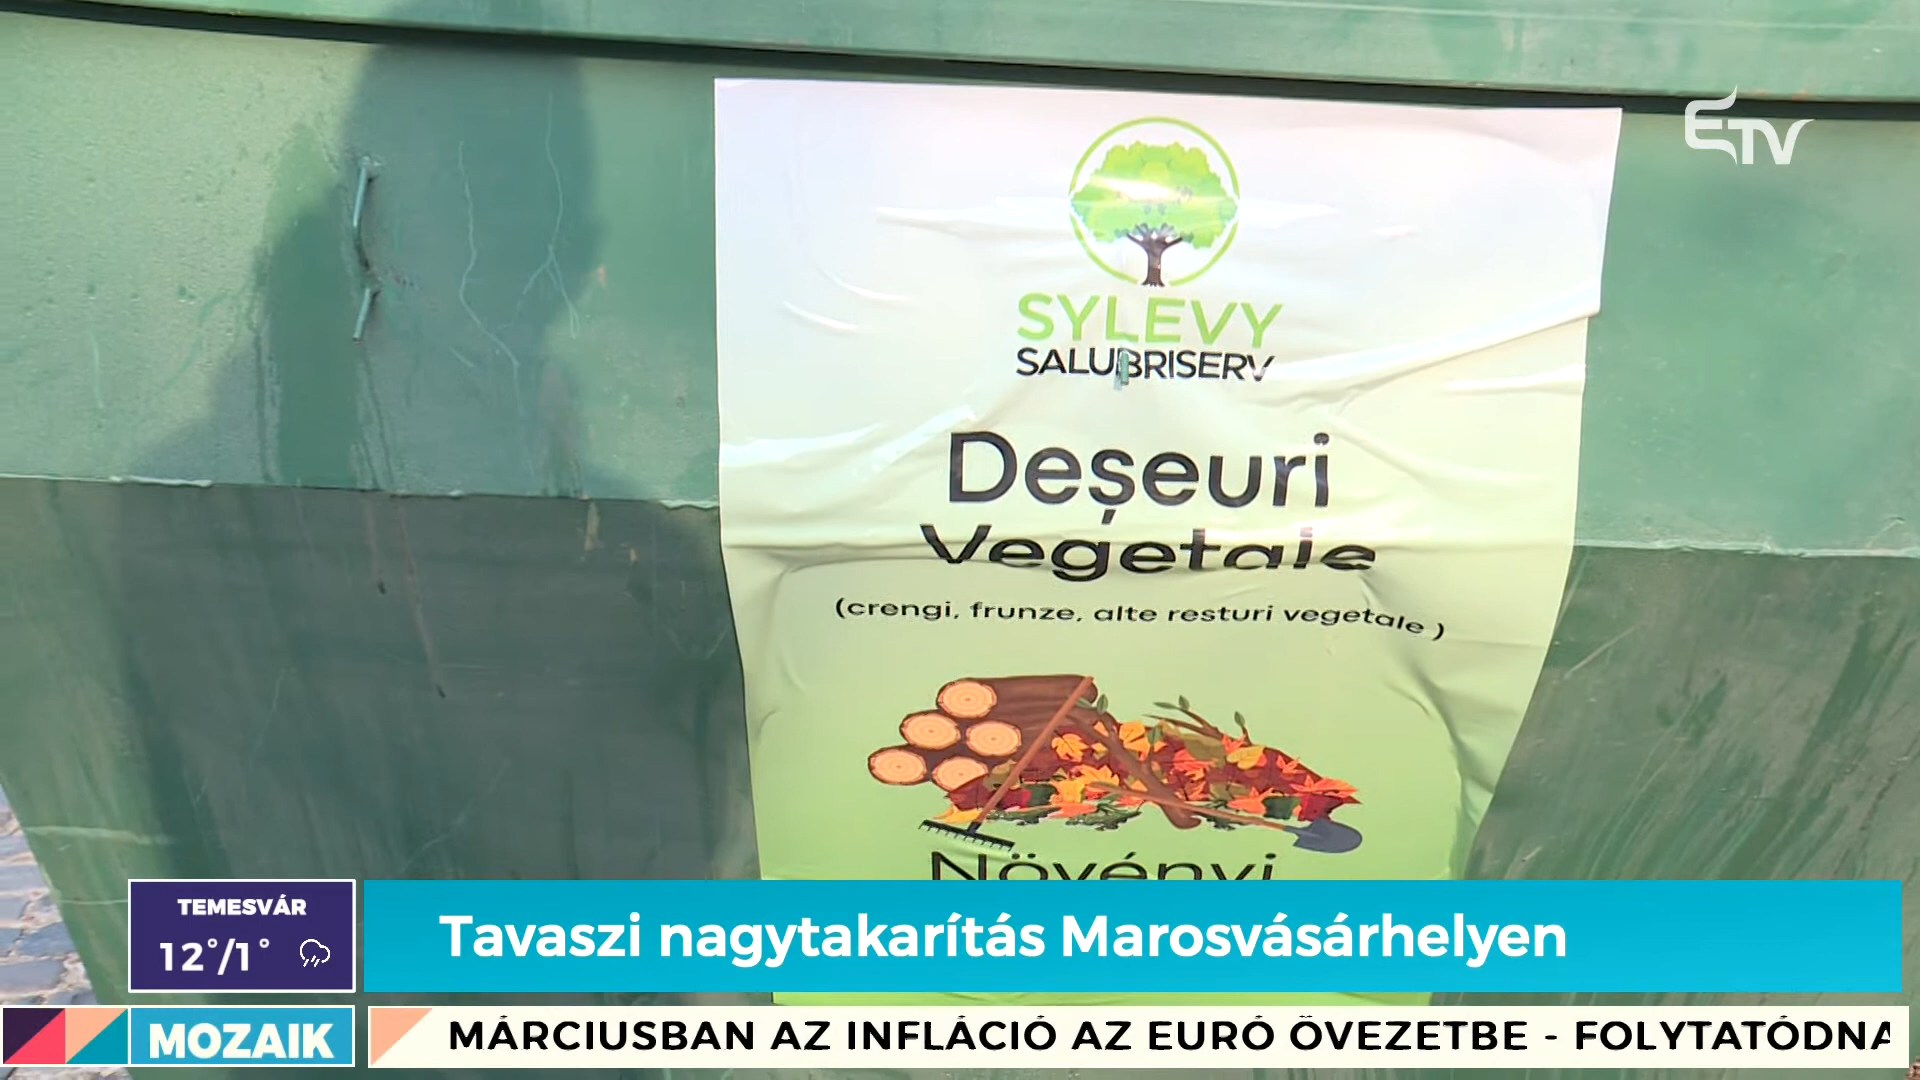 ETV
SYLEVY
SALUBRISERV
Deșeuri
Vegetale
(crengi, frunze, alte resturi vegetale )
Növényi
TEMESVÁR
12°/1°
Tavaszi nagytakarítás Marosvásárhelyen
MOZAIK
MÁRCIUSBAN AZ INFLÁCIÓ AZ EURÓ ÖVEZETBE - FOLYTATÓDNA